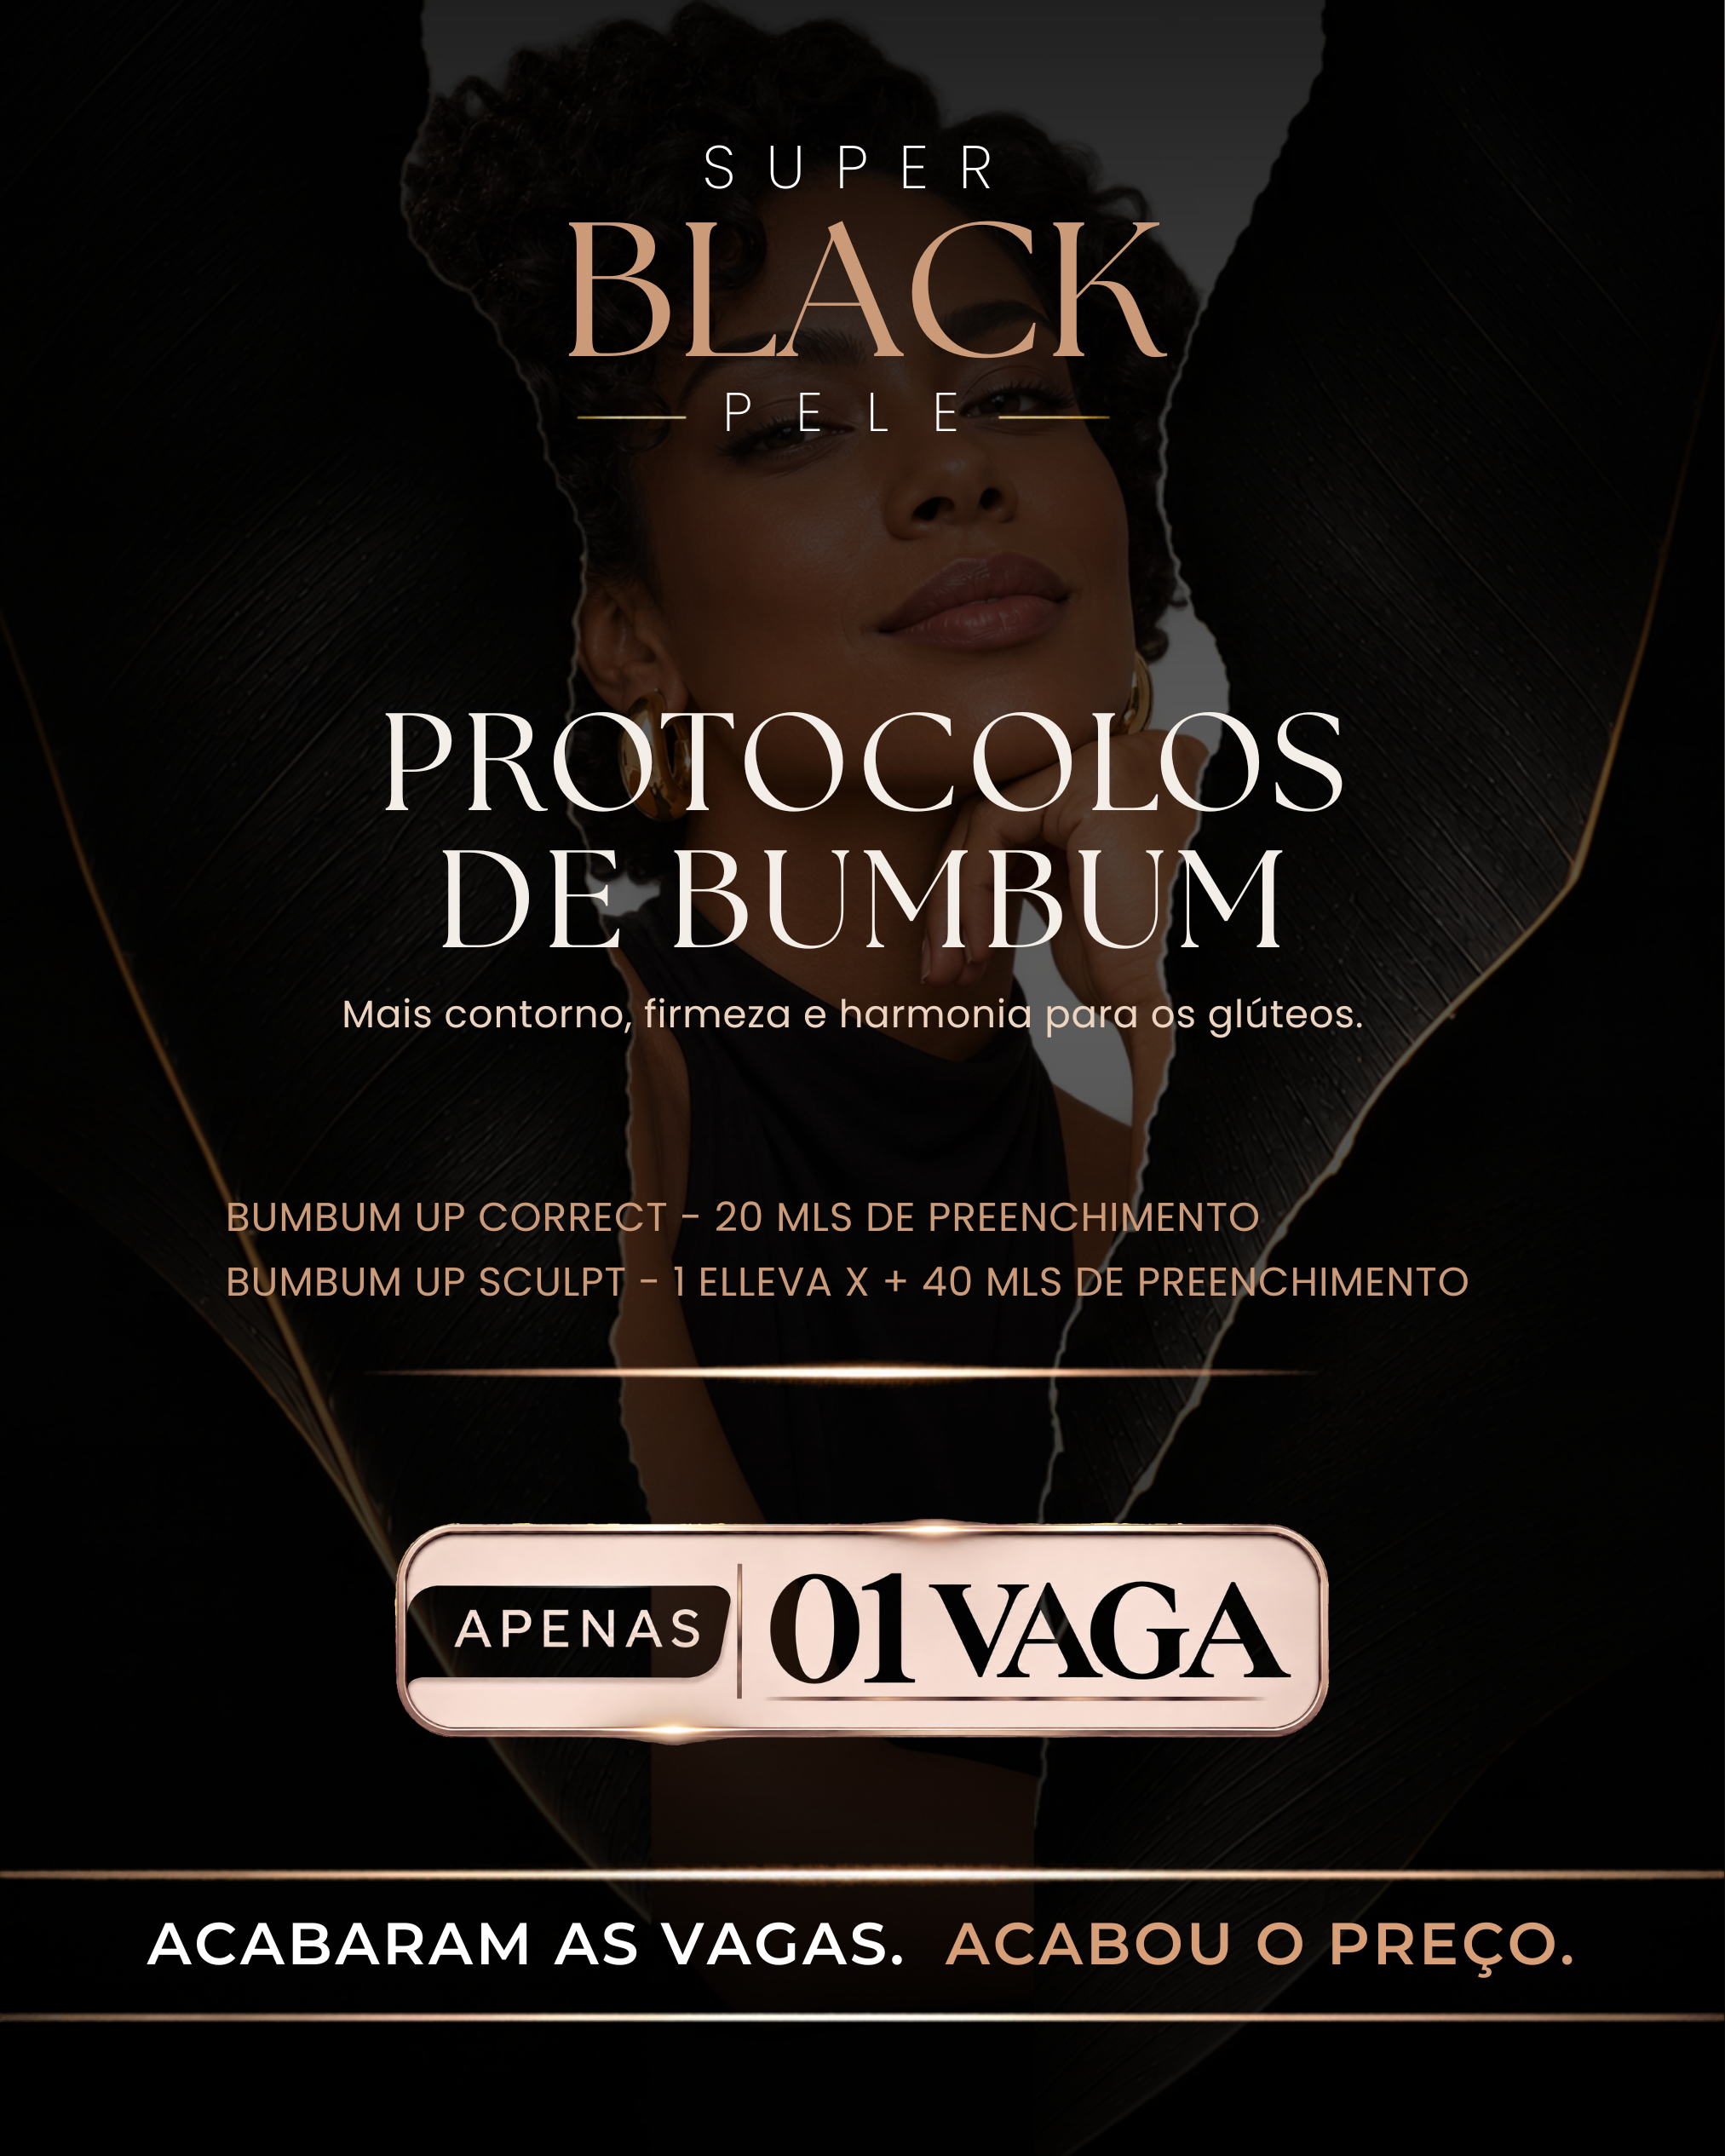 SUPER
BLACK
PELE
PROTOCOLOS
DE BUMBUM
Mais contorno, firmeza e harmonia para os glúteos.
BUMBUM UP CORRECT - 20 MLS DE PREENCHIMENTO
BUMBUM UP SCULPT - 1 ELLEVA X + 40 MLS DE PREENCHIMENTO
APENAS 01 VAGA
ACABARAM AS VAGAS. ACABOU O PREÇO.